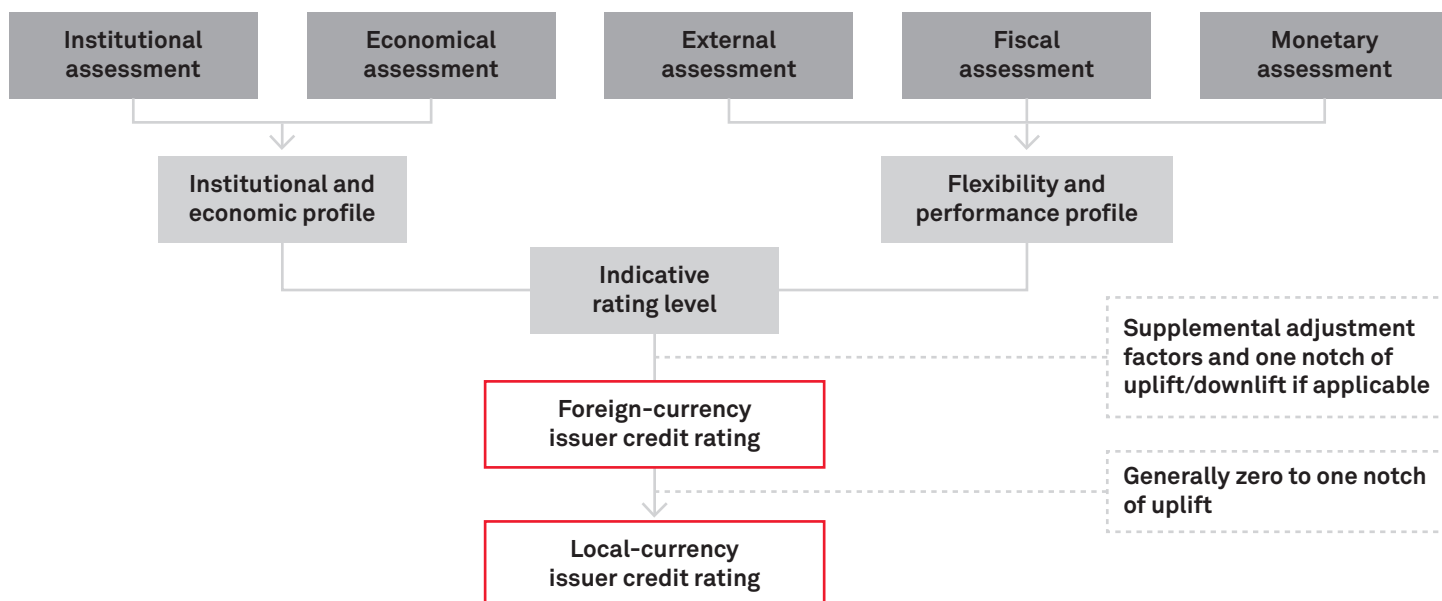 Institutional
assessment
Economical
assessment
External
assessment
Fiscal
assessment
Monetary
assessment
Institutional and
economic profile
Flexibility and
performance profile
Indicative
rating level
Supplemental adjustment
factors and one notch of
uplift/downlift if applicable
Foreign-currency
issuer credit rating
Generally zero to one notch
of uplift
Local-currency
issuer credit rating